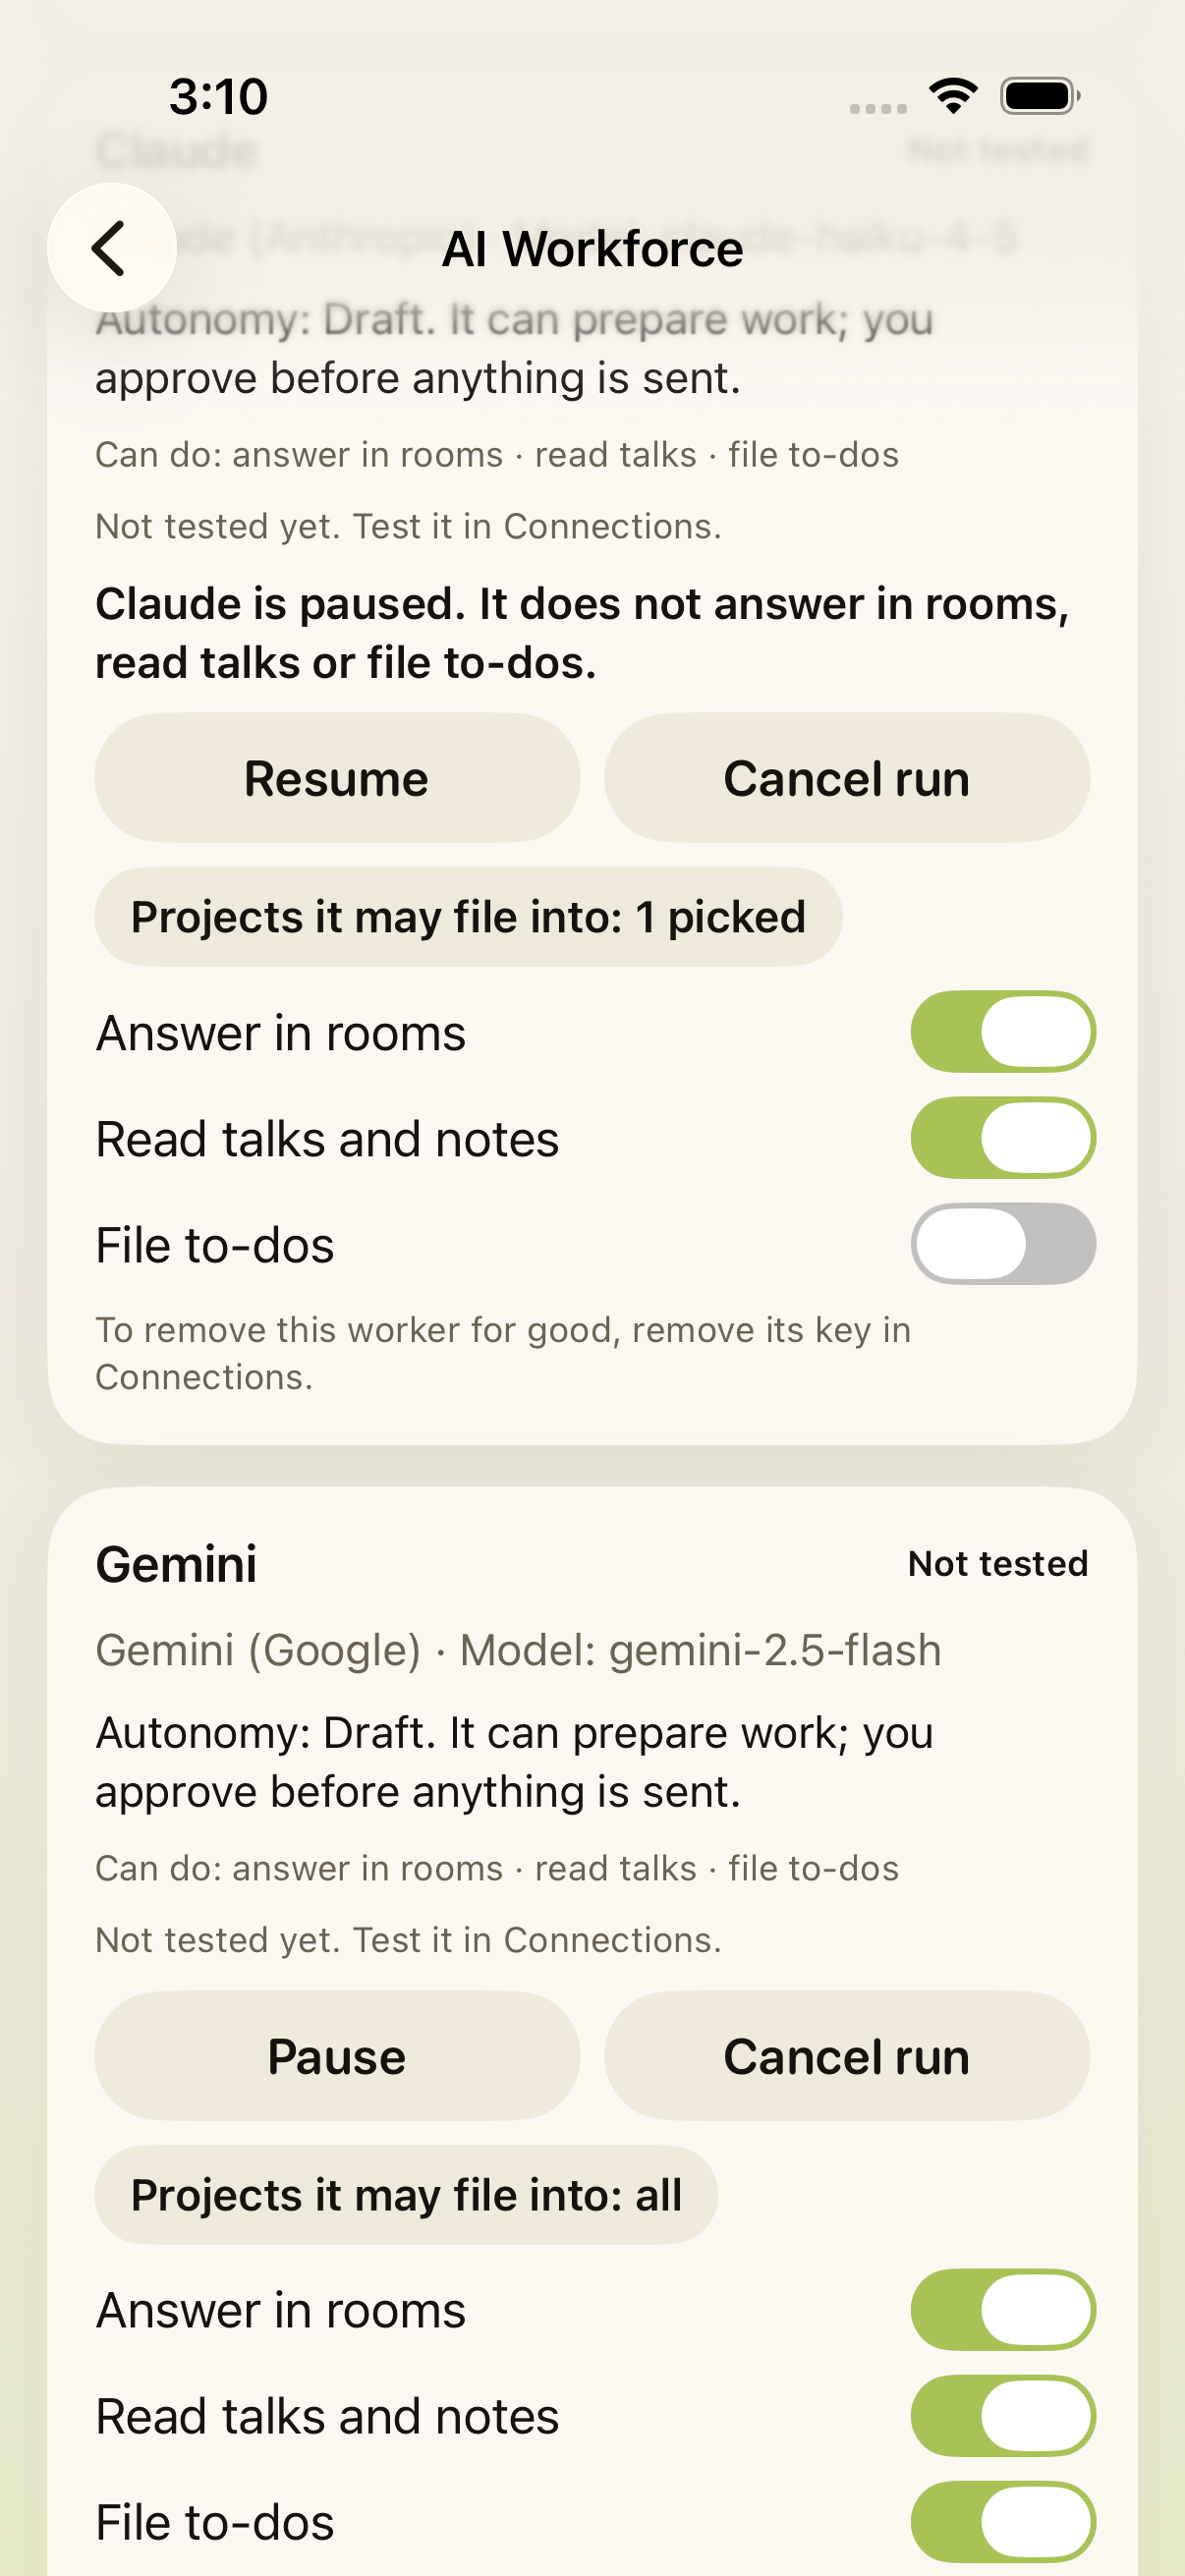 3:10
Claude
Not tested
AI Workforce
Autonomy: Draft. It can prepare work; you
approve before anything is sent.
Can do: answer in rooms · read talks · file to-dos
Not tested yet. Test it in Connections.
Claude is paused. It does not answer in rooms,
read talks or file to-dos.
Resume
Cancel run
Projects it may file into: 1 picked
Answer in rooms
Read talks and notes
File to-dos
To remove this worker for good, remove its key in
Connections.
Gemini
Not tested
Gemini (Google) · Model: gemini-2.5-flash
Autonomy: Draft. It can prepare work; you
approve before anything is sent.
Can do: answer in rooms · read talks · file to-dos
Not tested yet. Test it in Connections.
Pause
Cancel run
Projects it may file into: all
Answer in rooms
Read talks and notes
File to-dos